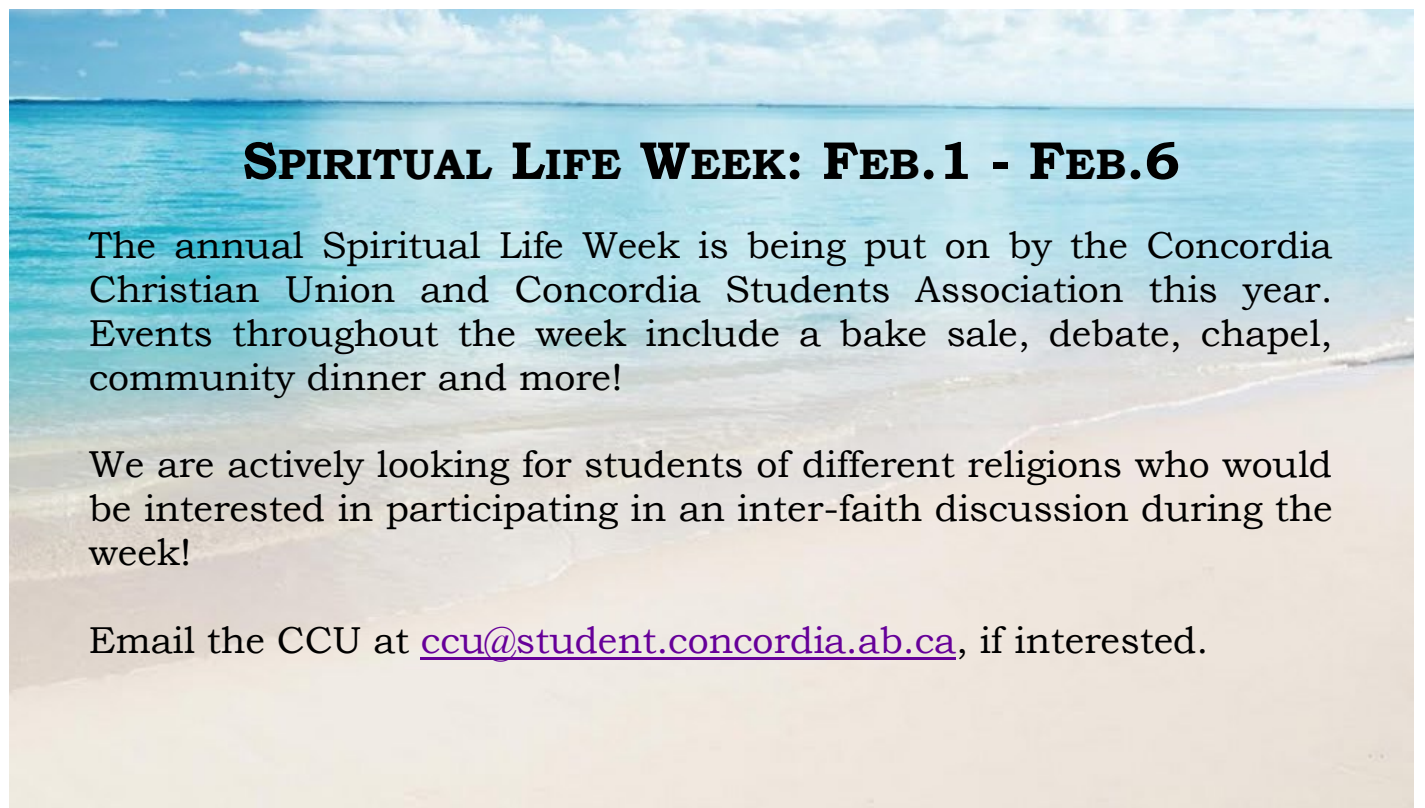 SPIRITUAL LIFE WEEK: FEB.1 - FEB.6
The annual Spiritual Life Week is being put on by the Concordia
Christian Union and Concordia Students Association this year.
Events throughout the week include a bake sale, debate, chapel,
community dinner and more!
We are actively looking for students of different religions who would
be interested in participating in an inter-faith discussion during the
week!
Email the CCU at ccu@student.concordia.ab.ca, if interested.